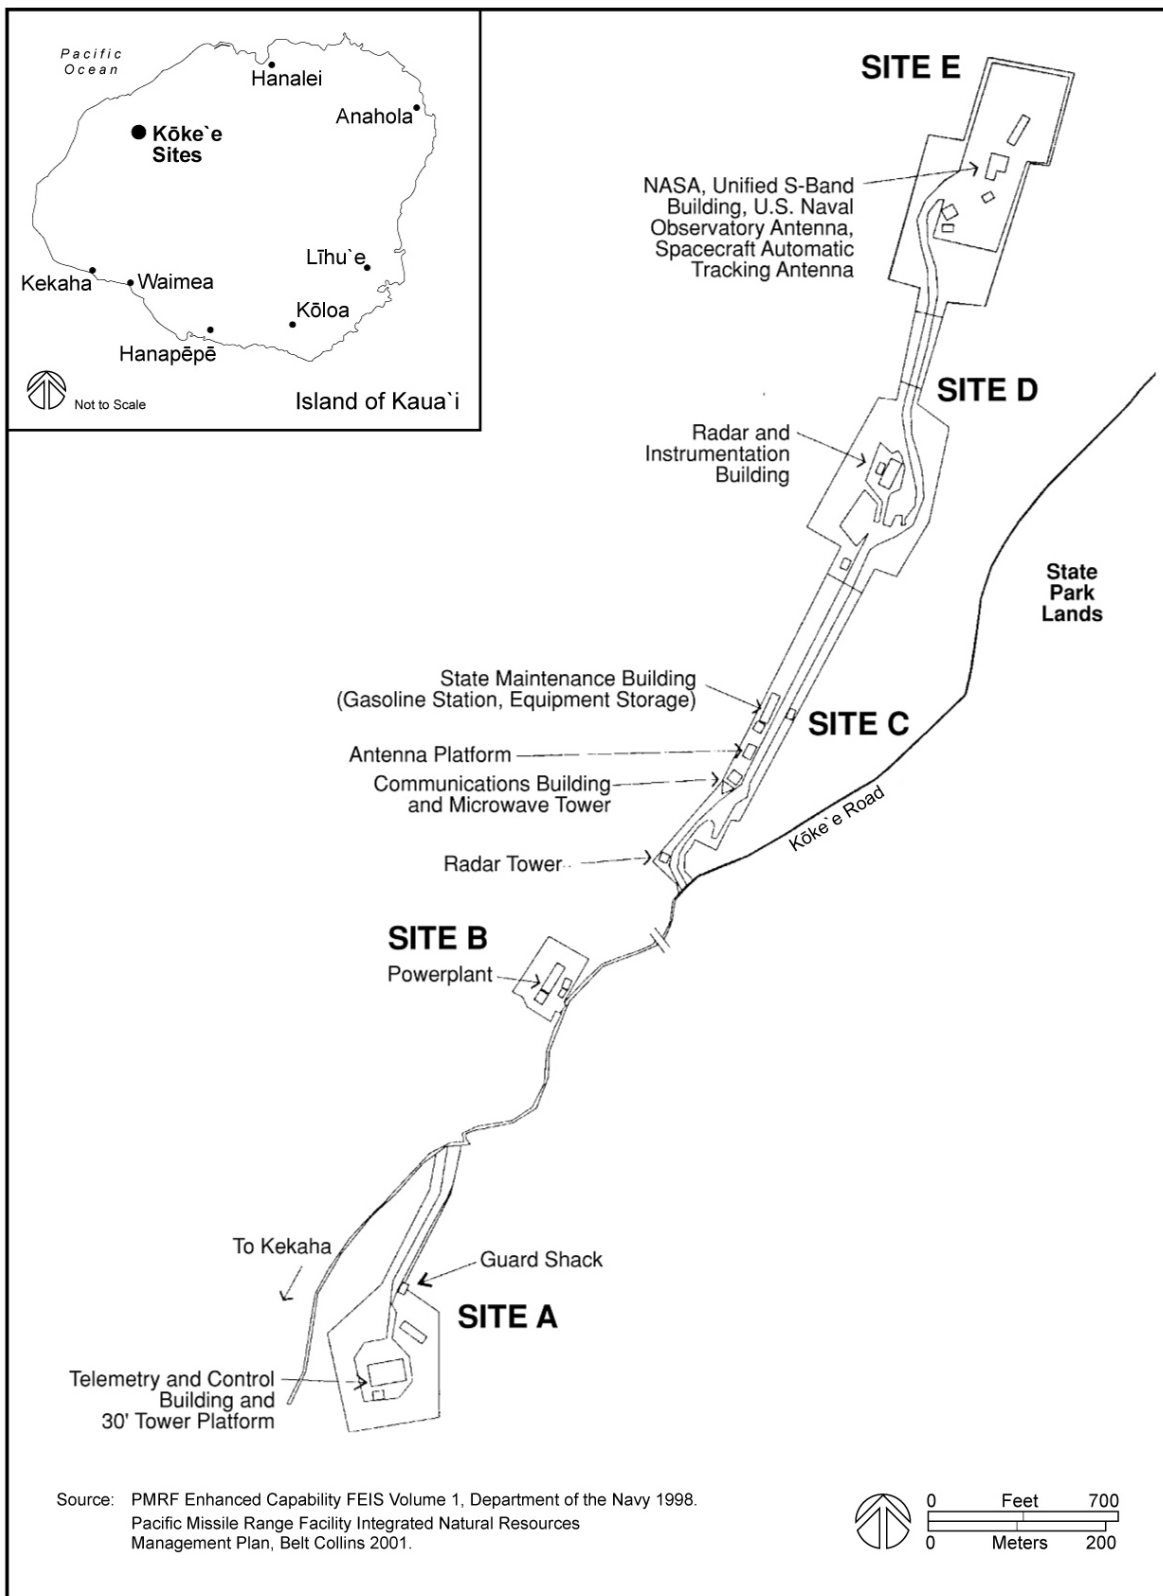 Pacific
Ocean
Hanalei
Anahola
Kōke`e
Sites
Līhu`e
Kekaha
Waimea
Kōloa
Hanapēpē
Not to Scale
Island of Kaua`i
SITE E
NASA, Unified S-Band
Building, U.S. Naval
Observatory Antenna,
Spacecraft Automatic
Tracking Antenna
SITE D
Radar and
Instrumentation
Building
State
Park
Lands
State Maintenance Building
(Gasoline Station, Equipment Storage)
SITE C
Antenna Platform
Communications Building
and Microwave Tower
Kōke`e Road
Radar Tower
SITE B
Powerplant
To Kekaha
Guard Shack
SITE A
Telemetry and Control
Building and
30' Tower Platform
Source: PMRF Enhanced Capability FEIS Volume 1, Department of the Navy 1998.
Pacific Missile Range Facility Integrated Natural Resources
Management Plan, Belt Collins 2001.
0 Feet 700
0 Meters 200